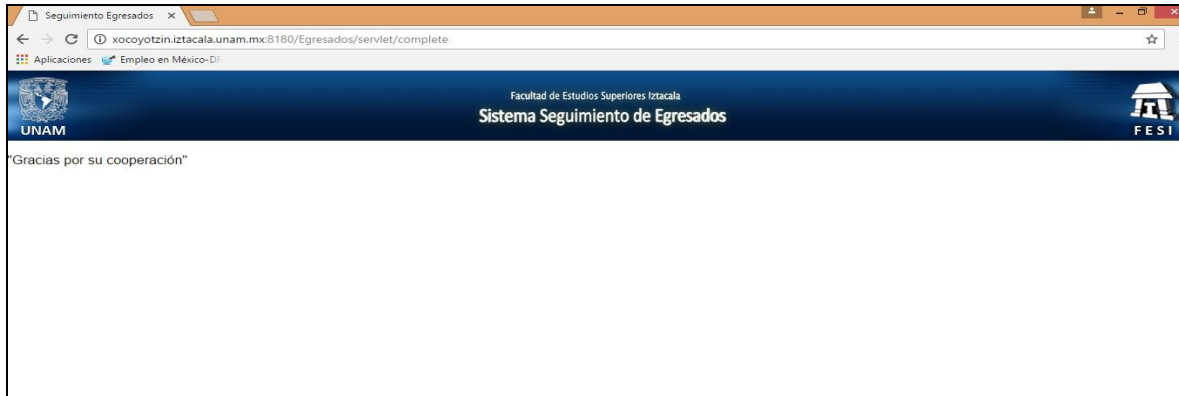 Seguimiento Egresados
xocoyotzin.iztacala.unam.mx:8180/Egresados/servlet/complete
Aplicaciones Empleo en México-DF
Facultad de Estudios Superiores Iztacala
Sistema Seguimiento de Egresados
UNAM
FESI
"Gracias por su cooperación"